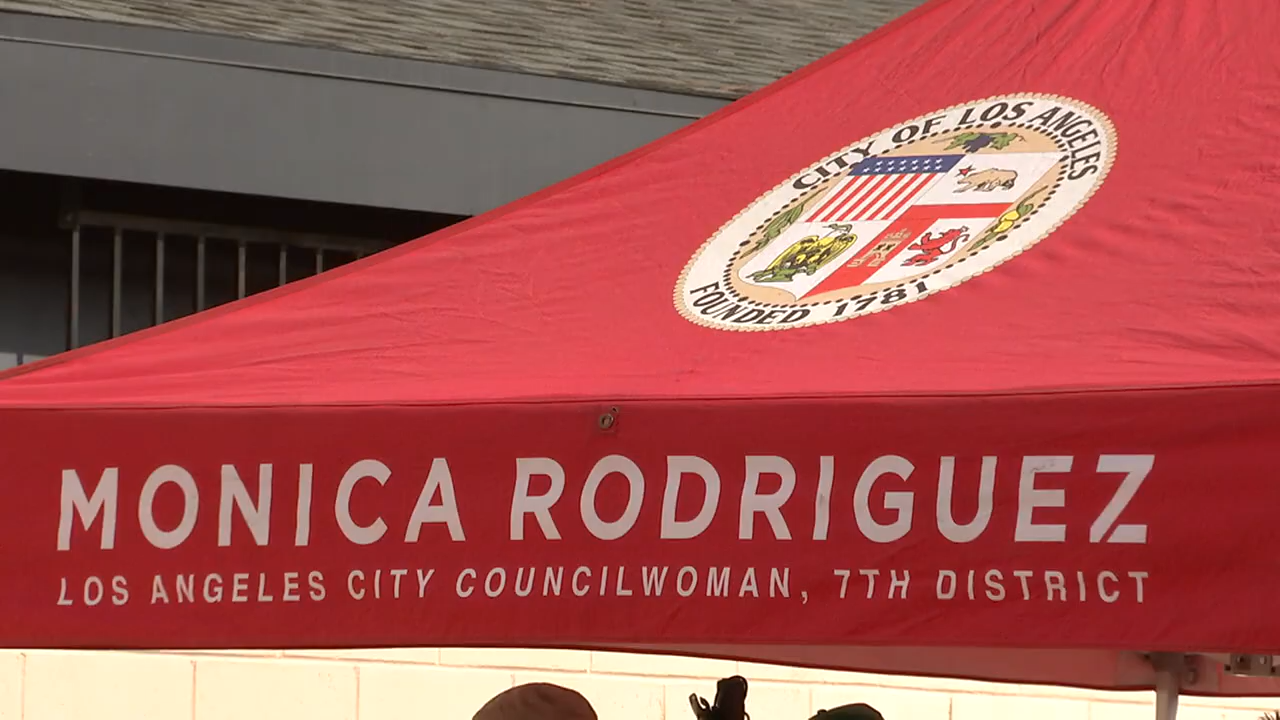 CITY OF LOS ANGELES
FOUNDED 1781
MONICA RODRIGUEZ
LOS ANGELES CITY COUNCILWOMAN, 7TH DISTRICT